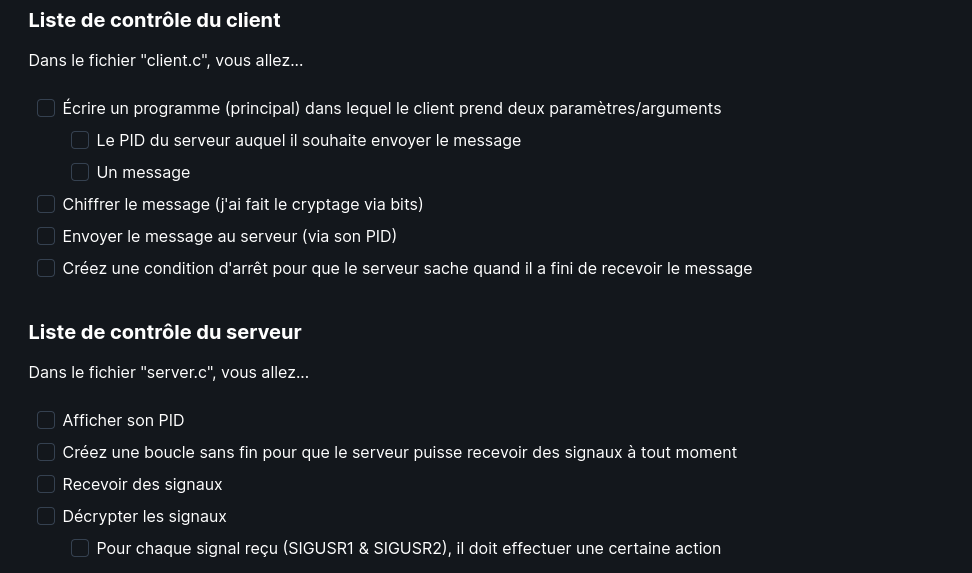 Liste de contrôle du client
Dans le fichier "client.c", vous allez...
Écrire un programme (principal) dans lequel le client prend deux paramètres/arguments
Le PID du serveur auquel il souhaite envoyer le message
Un message
Chiffrer le message (j'ai fait le cryptage via bits)
Envoyer le message au serveur (via son PID)
Créez une condition d'arrêt pour que le serveur sache quand il a fini de recevoir le message
Liste de contrôle du serveur
Dans le fichier "server.c", vous allez...
Afficher son PID
Créez une boucle sans fin pour que le serveur puisse recevoir des signaux à tout moment
Recevoir des signaux
Décrypter les signaux
Pour chaque signal reçu (SIGUSR1 & SIGUSR2), il doit effectuer une certaine action